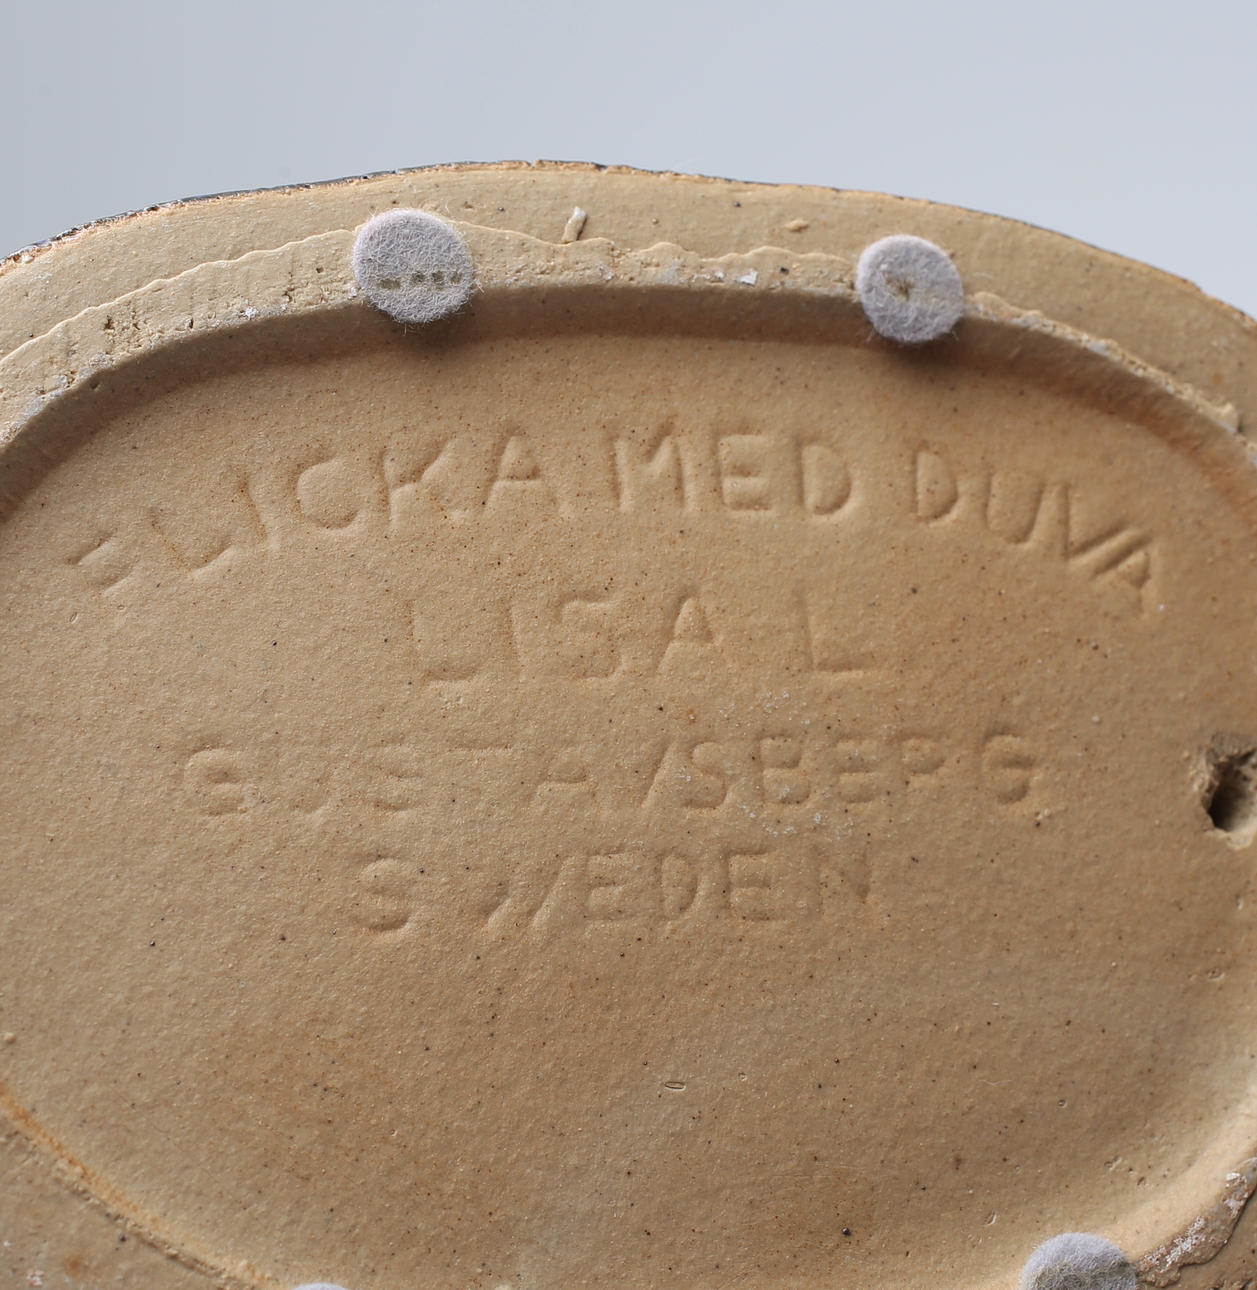 FLICKA MED DUVA
LISA L
GUSTAVSBERG
SWEDEN